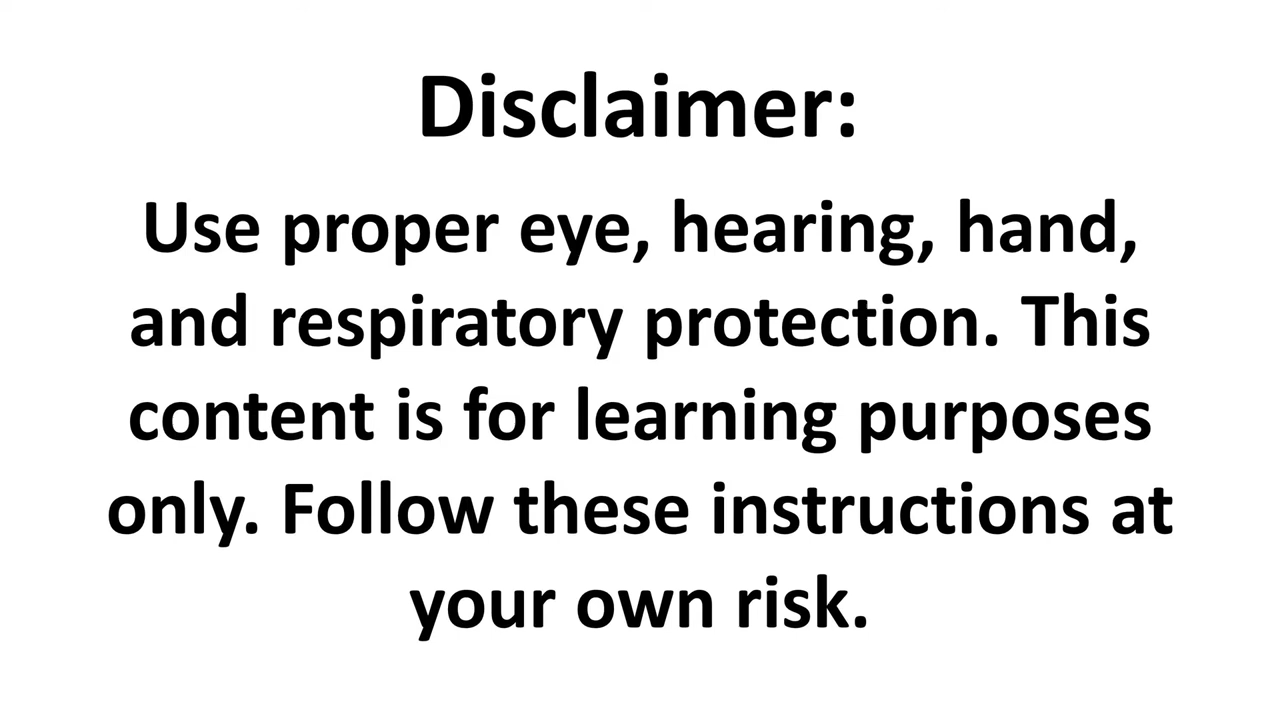 Disclaimer:
Use proper eye, hearing, hand,
and respiratory protection. This
content is for learning purposes
only. Follow these instructions at
your own risk.